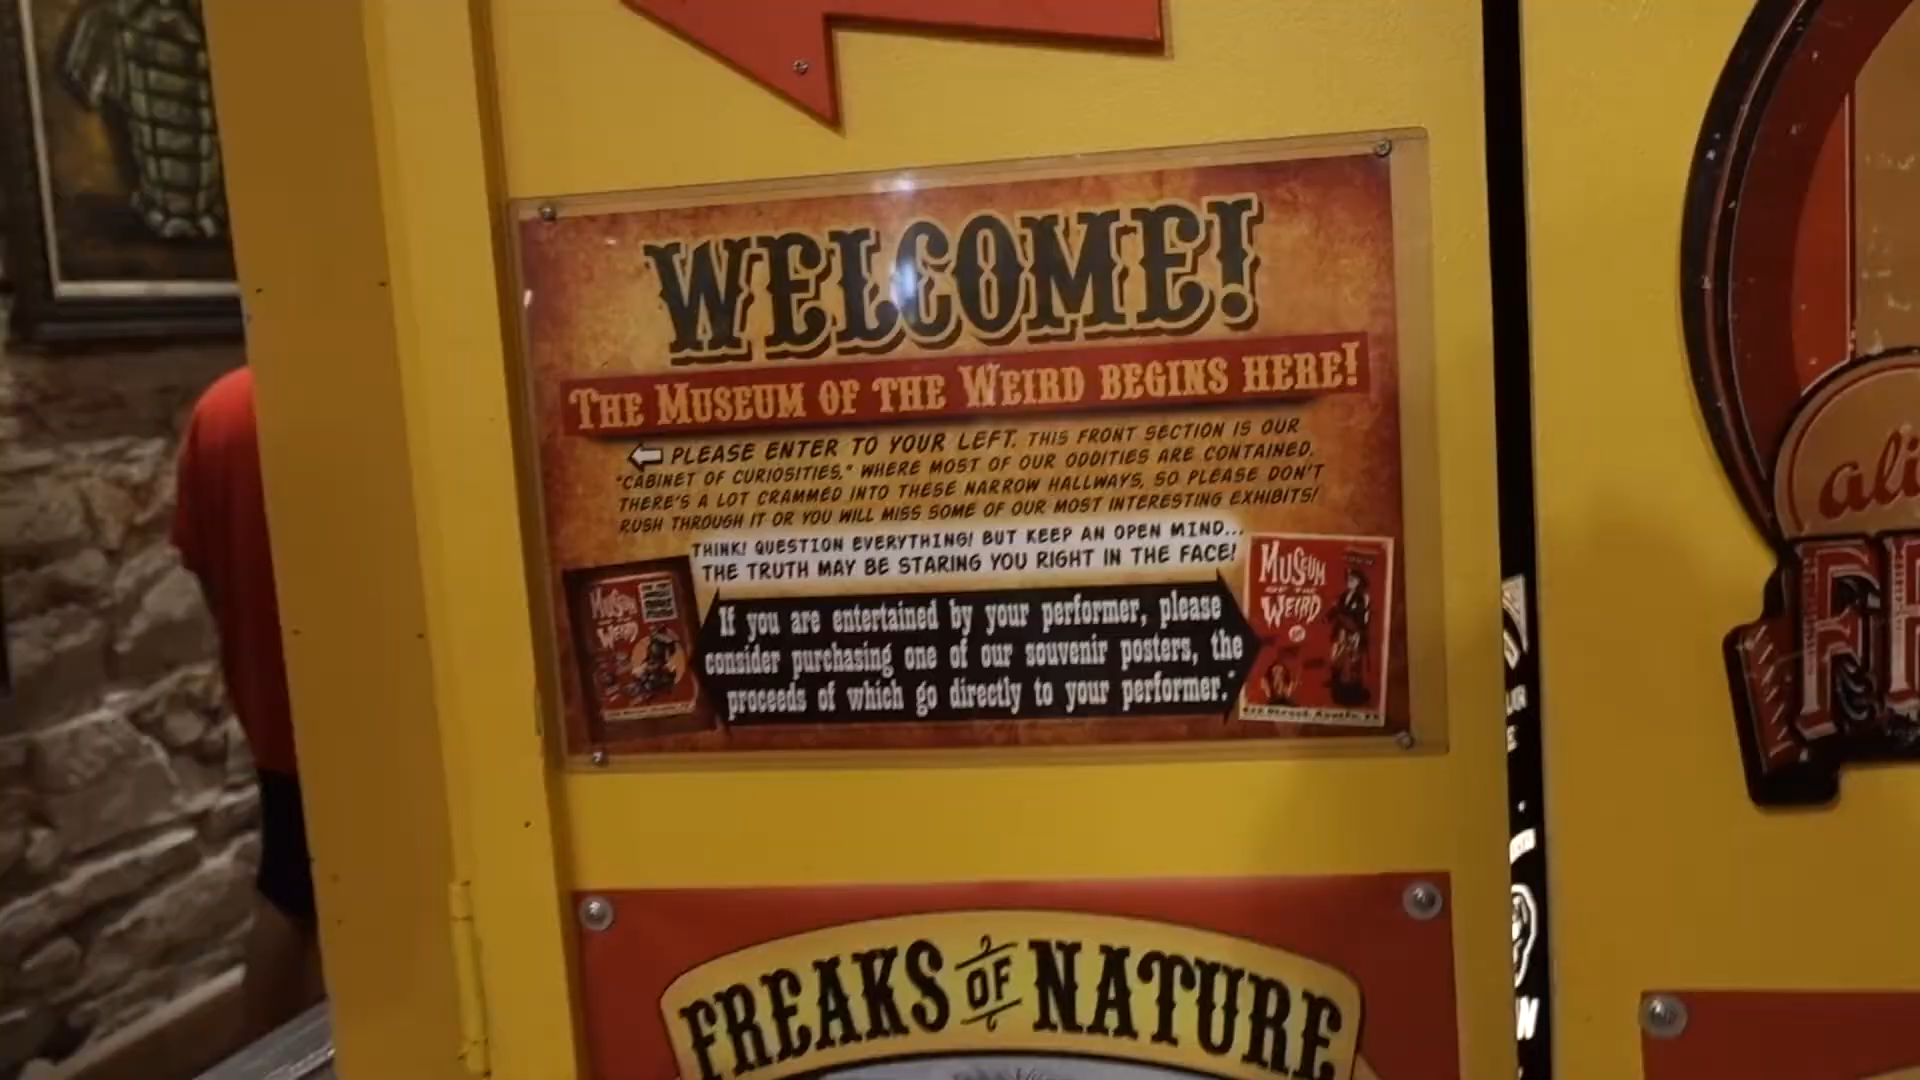 WELCOME!
THE MUSEUM OF THE WEIRD BEGINS HERE!
PLEASE ENTER TO YOUR LEFT. THIS FRONT SECTION IS OUR
"CABINET OF CURIOSITIES," WHERE MOST OF OUR ODDITIES ARE CONTAINED.
THERE'S A LOT CRAMMED INTO THESE NARROW HALLWAYS, SO PLEASE DON'T
RUSH THROUGH IT OR YOU WILL MISS SOME OF OUR MOST INTERESTING EXHIBITS!
THINK! QUESTION EVERYTHING! BUT KEEP AN OPEN MIND...
THE TRUTH MAY BE STARING YOU RIGHT IN THE FACE!
If you are entertained by your performer, please
consider purchasing one of our souvenir posters, the
proceeds of which go directly to your performer.
MUSEUM
WEIRD
MUSEUM
OF THE
WEIRD
FREAKS OF NATURE
ali